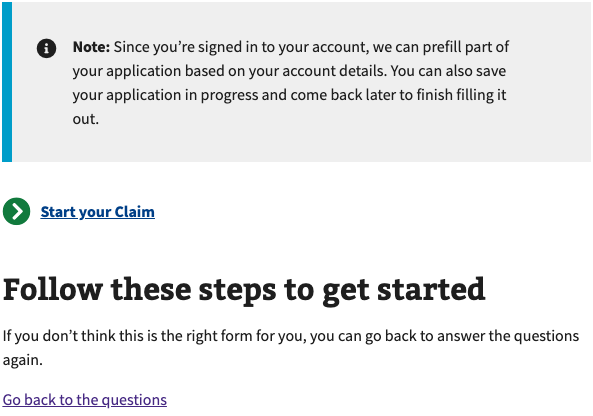 Note: Since you’re signed in to your account, we can prefill part of
your application based on your account details. You can also save
your application in progress and come back later to finish filling it
out.
Start your Claim
Follow these steps to get started
If you don’t think this is the right form for you, you can go back to answer the questions
again.
Go back to the questions